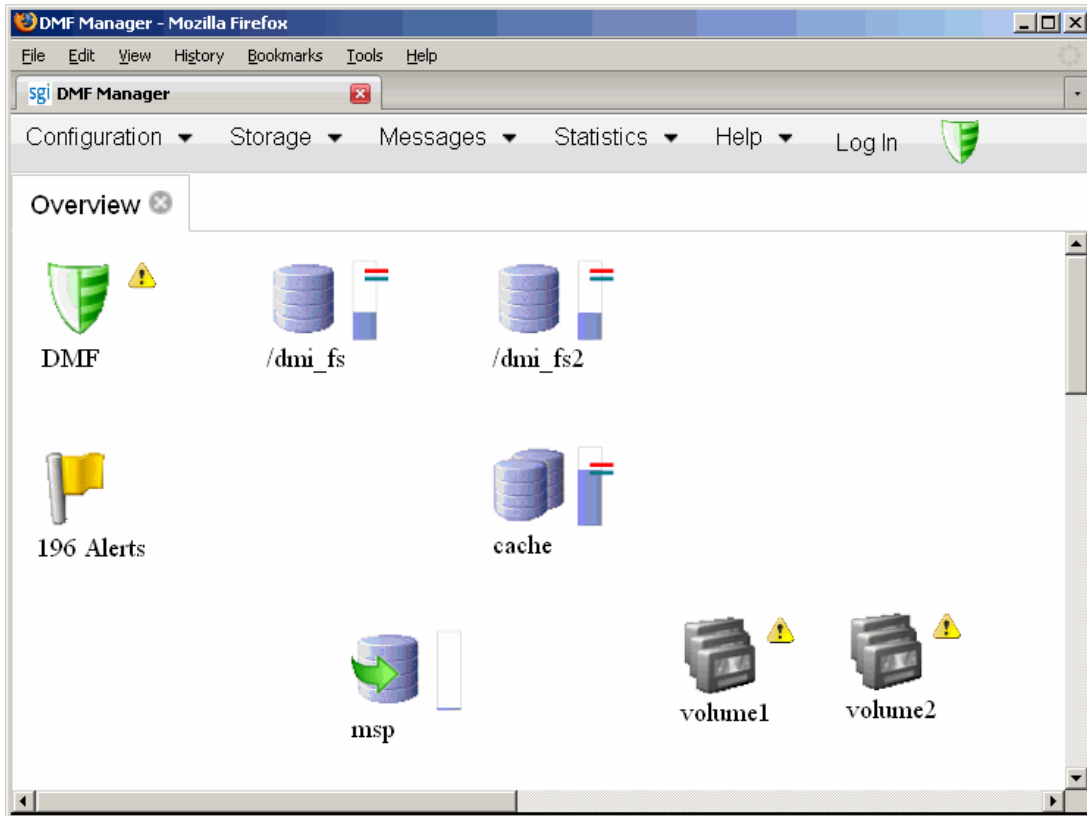 DMF Manager - Mozilla Firefox
File Edit View History Bookmarks Tools Help
sgi DMF Manager
Configuration Storage Messages Statistics Help Log In
Overview
DMF /dmi_fs /dmi_fs2
196 Alerts cache
msp volume1 volume2